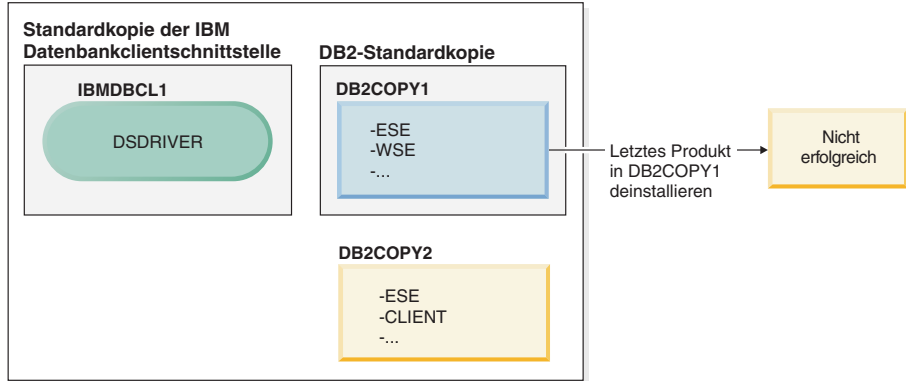 Standardkopie der IBM
Datenbankclientschnittstelle
IBMDBCL1
DSDRIVER
DB2-Standardkopie
DB2COPY1
-ESE
-WSE
-...
Letztes Produkt
in DB2COPY1
deinstallieren
Nicht
erfolgreich
DB2COPY2
-ESE
-CLIENT
-...